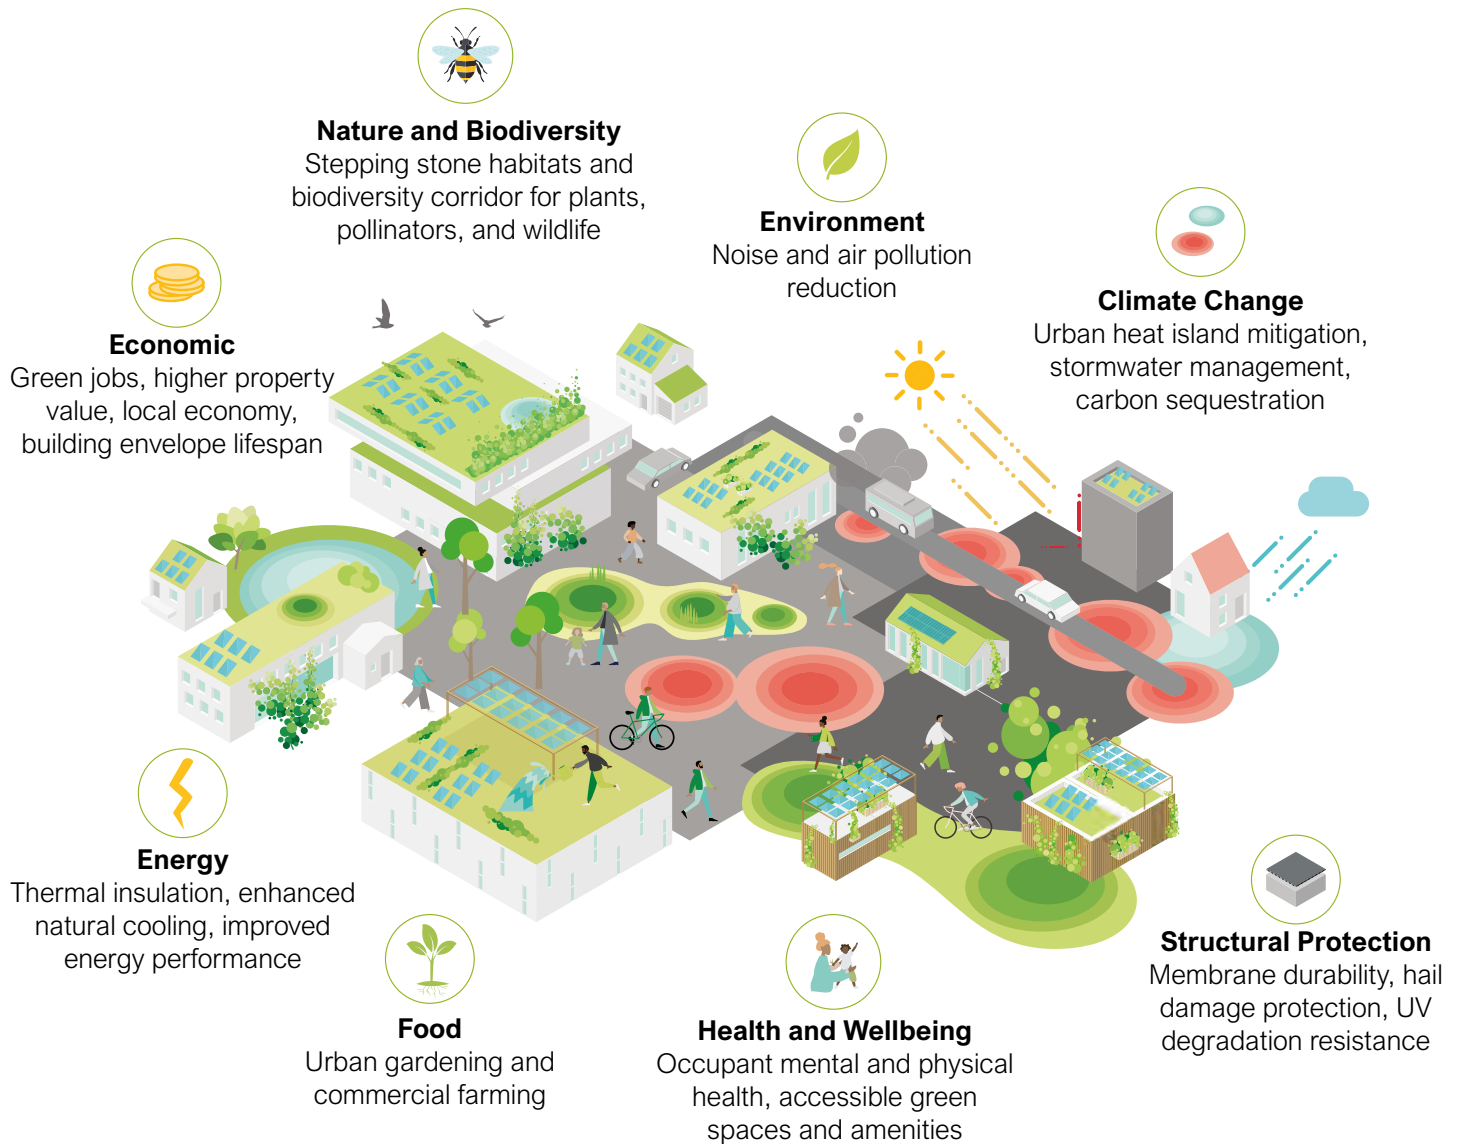 Nature and Biodiversity
Stepping stone habitats and
biodiversity corridor for plants,
pollinators, and wildlife
Environment
Noise and air pollution
reduction
Climate Change
Urban heat island mitigation,
stormwater management,
carbon sequestration
Economic
Green jobs, higher property
value, local economy,
building envelope lifespan
Energy
Thermal insulation, enhanced
natural cooling, improved
energy performance
Food
Urban gardening and
commercial farming
Health and Wellbeing
Occupant mental and physical
health, accessible green
spaces and amenities
Structural Protection
Membrane durability, hail
damage protection, UV
degradation resistance